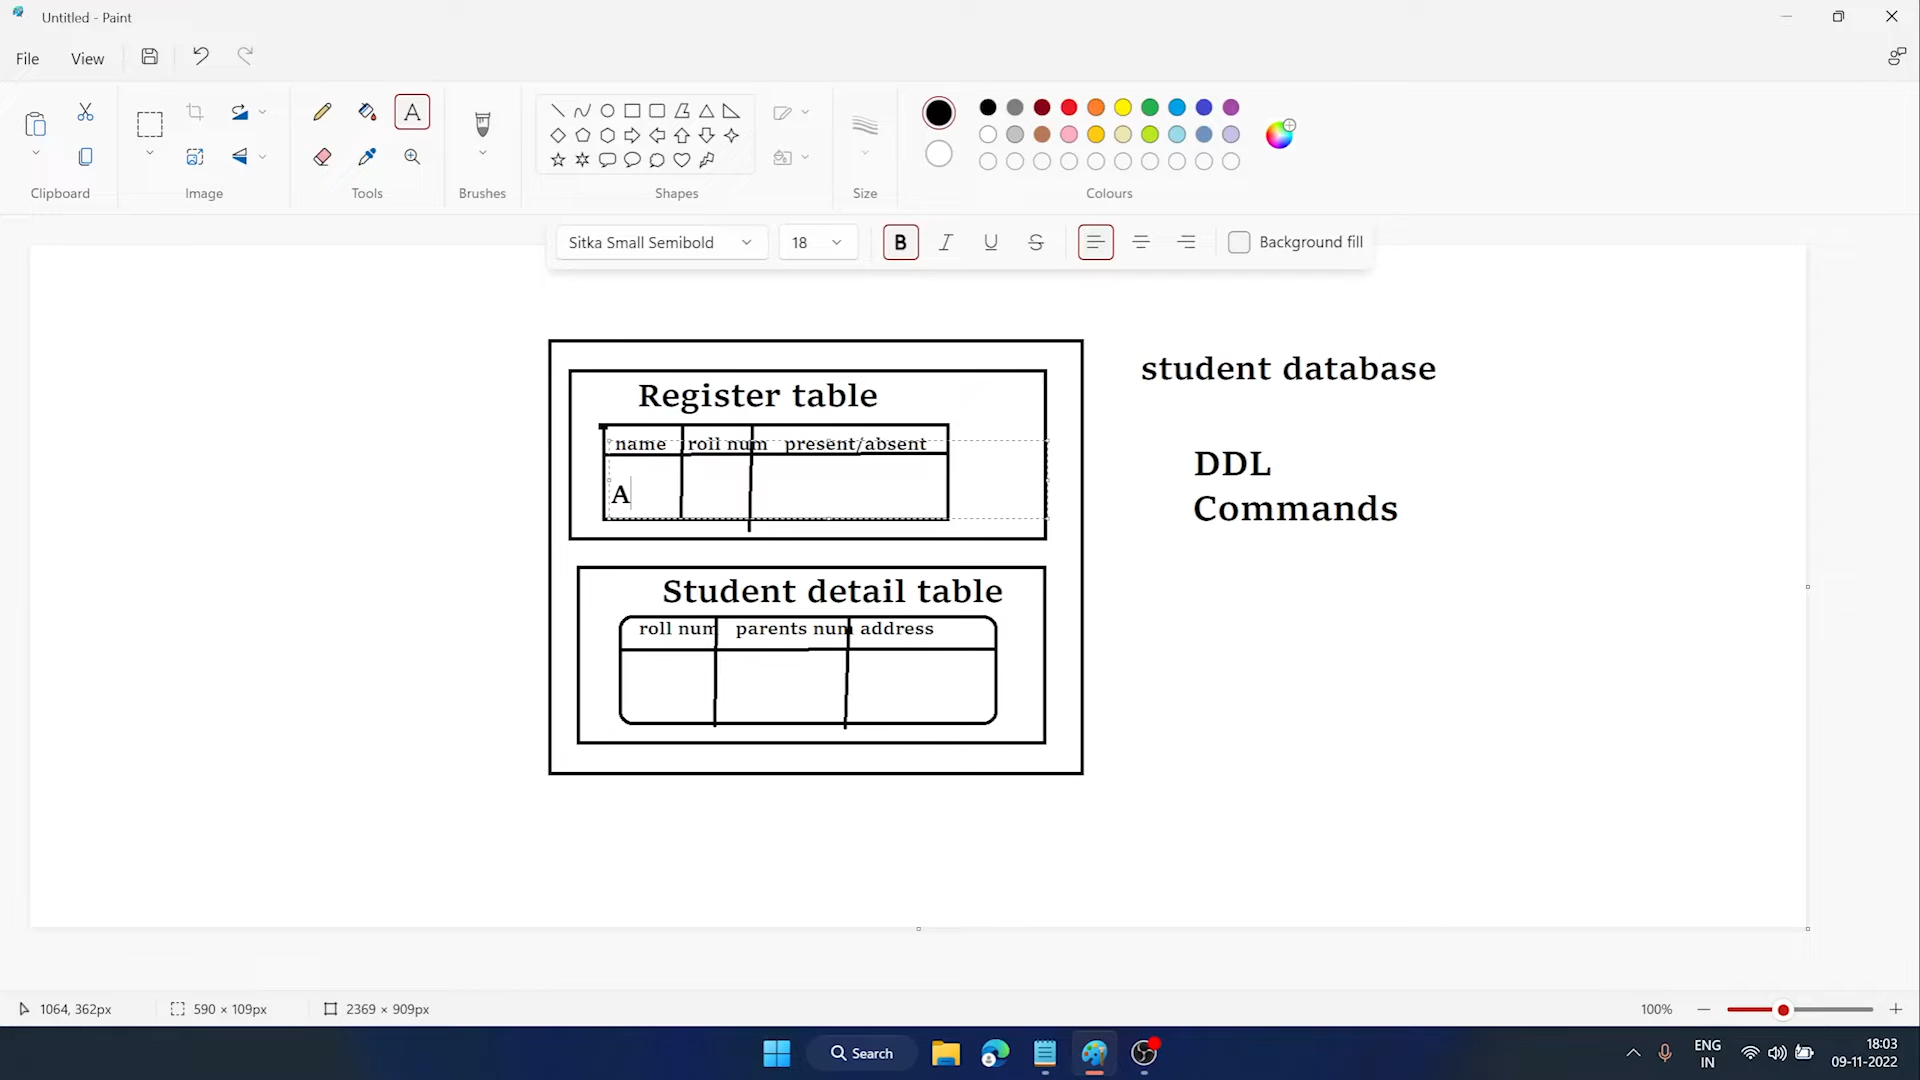 Untitled - Paint
File View
Clipboard
Image
Tools
Brushes
Shapes
Size
Colours
Sitka Small Semibold 18 B I U S Background fill
Register table
name roll num present/absent
A
Student detail table
roll num parents num address
student database
DDL
Commands
1064, 362px 590 × 109px 2369 × 909px 100%
Search
ENG
IN
18:03
09-11-2022